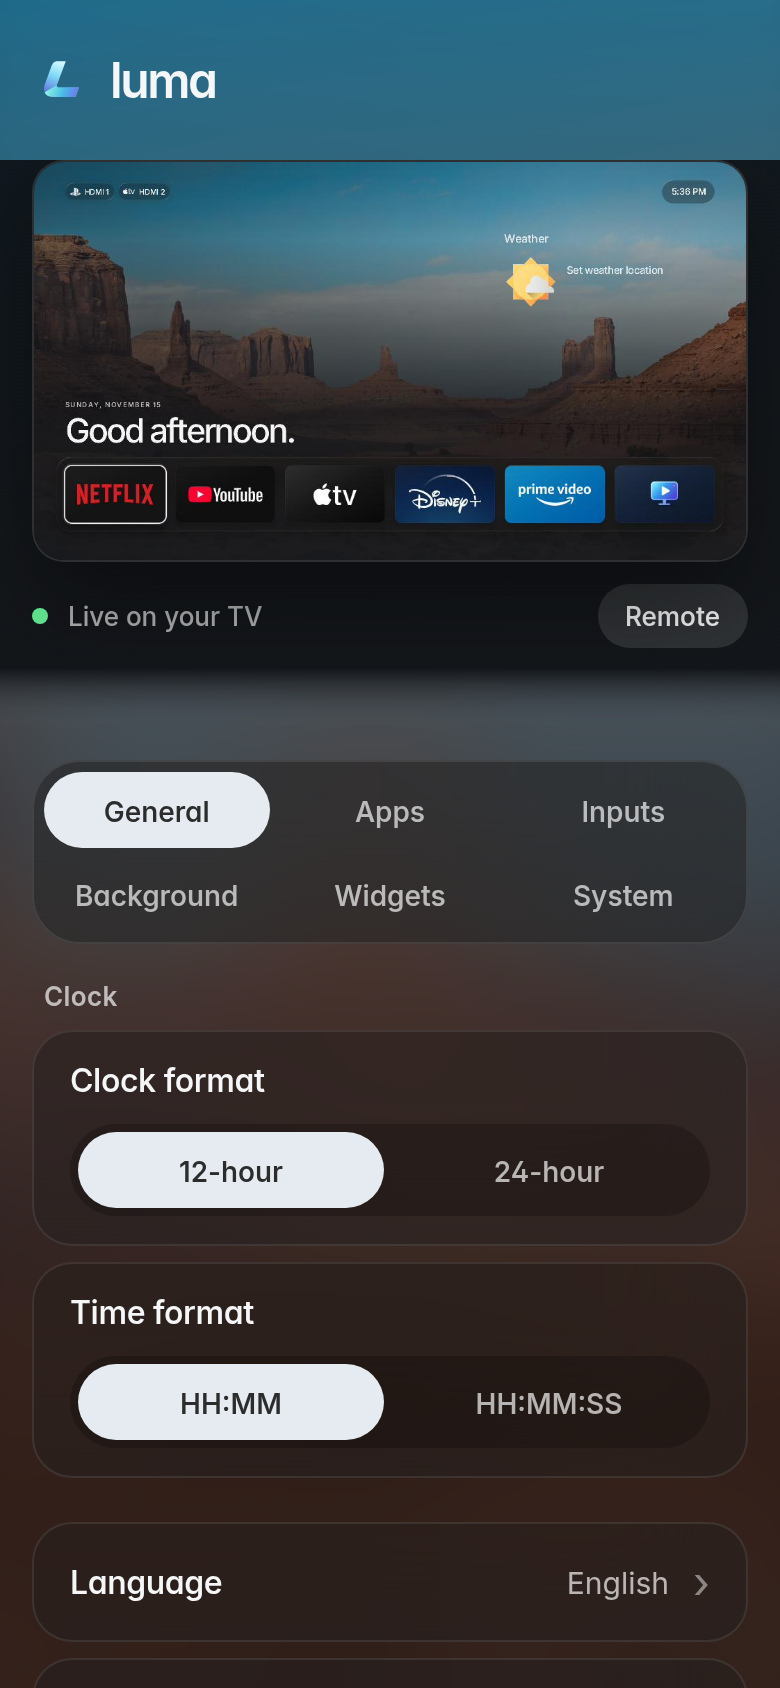 luma
HDMI 1
tv HDMI 2
5:36 PM
Weather
Set weather location
SUNDAY, NOVEMBER 15
Good afternoon.
NETFLIX
YouTube
tv
Disney+
prime video
Live on your TV
Remote
General
Apps
Inputs
Background
Widgets
System
Clock
Clock format
12-hour
24-hour
Time format
HH:MM
HH:MM:SS
Language
English